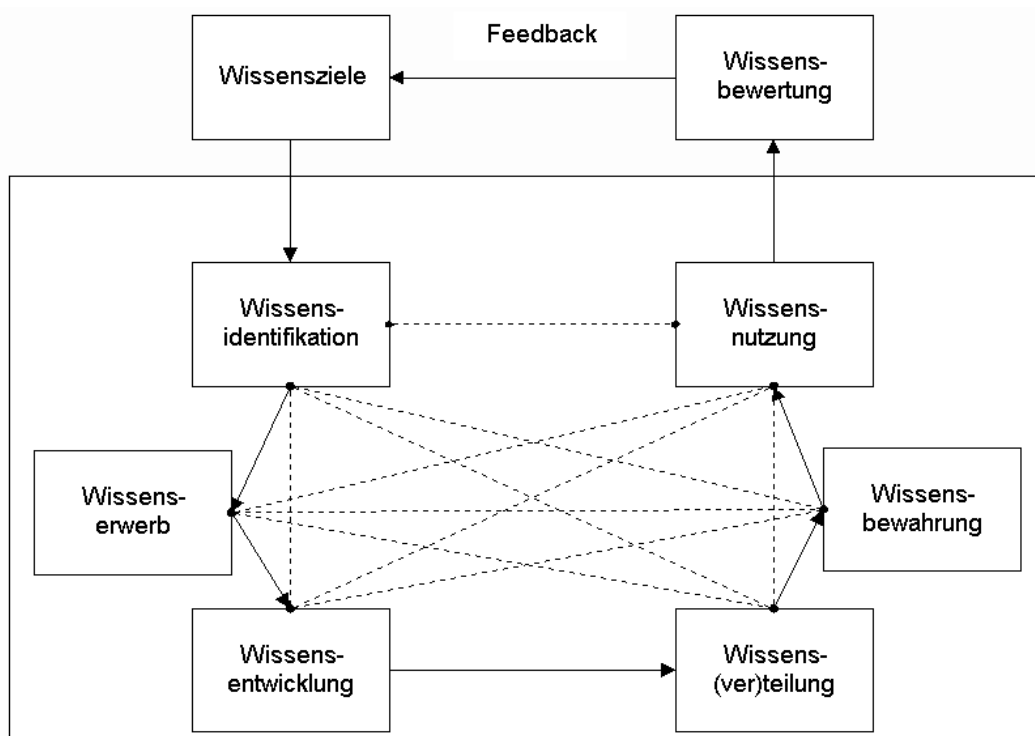 Feedback
Wissensziele
Wissens-
bewertung
Wissens-
identifikation
Wissens-
nutzung
Wissens-
erwerb
Wissens-
bewahrung
Wissens-
entwicklung
Wissens-
(ver)teilung